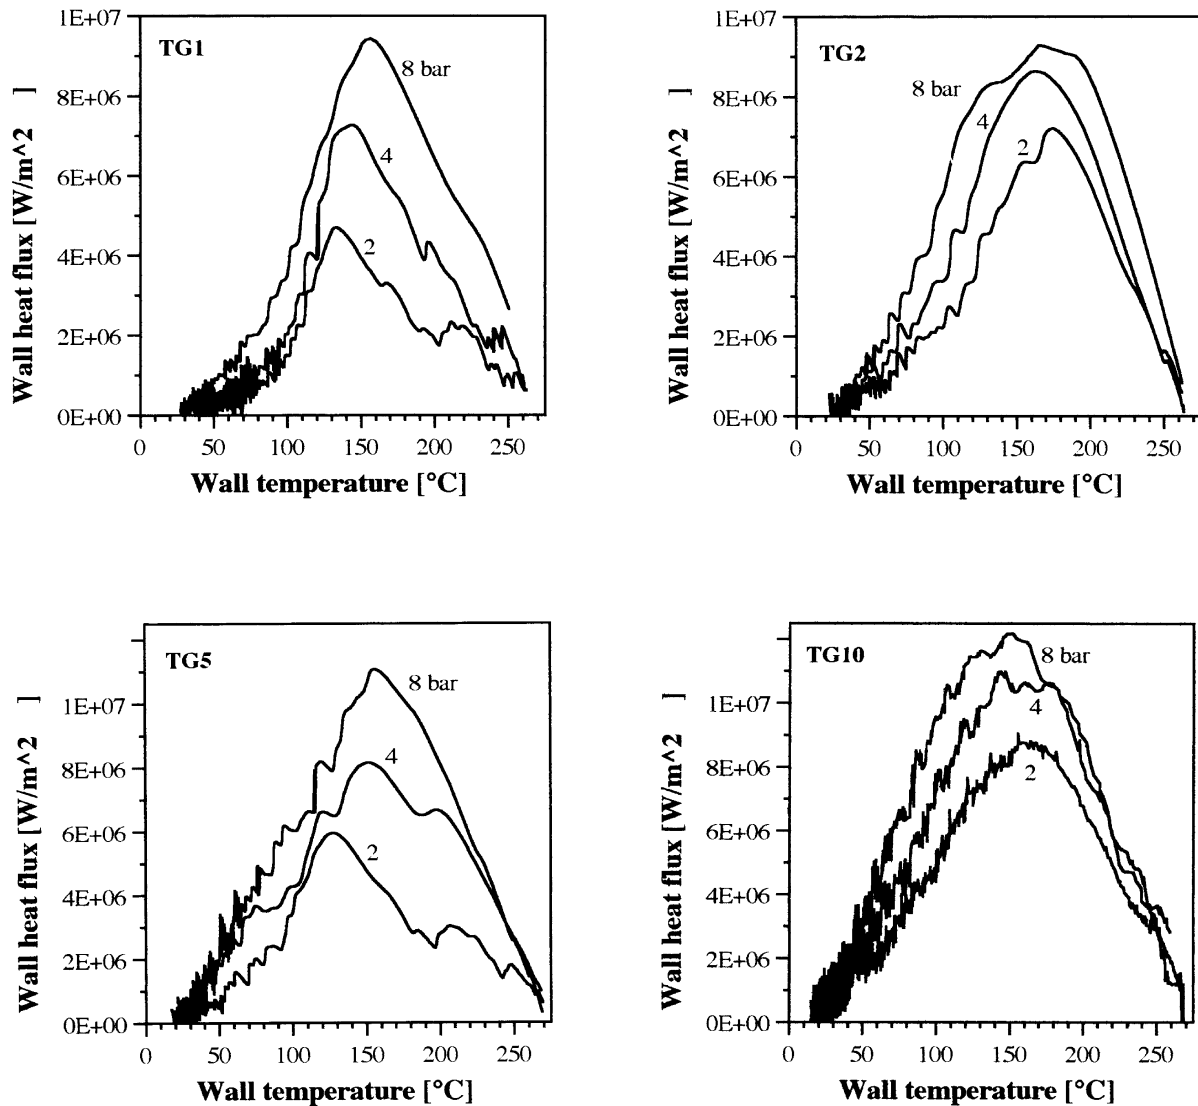 1E+07
TG1
8 bar
8E+06
4
6E+06
4E+06
2
2E+06
0E+00
0 50 100 150 200 250
Wall temperature [°C]
Wall heat flux [W/m^2 ]
TG2
8 bar
1E+07
8E+06
4
2
6E+06
4E+06
2E+06
0E+00
0 50 100 150 200 250
Wall temperature [°C]
Wall heat flux [W/m^2 ]
TG5
8 bar
1E+07
4
8E+06
6E+06
2
4E+06
2E+06
0E+00
0 50 100 150 200 250
Wall temperature [°C]
Wall heat flux [W/m^2 ]
TG10
8 bar
1E+07
4
8E+06
2
6E+06
4E+06
2E+06
0E+00
0 50 100 150 200 250
Wall temperature [°C]
Wall heat flux [W/m^2 ]